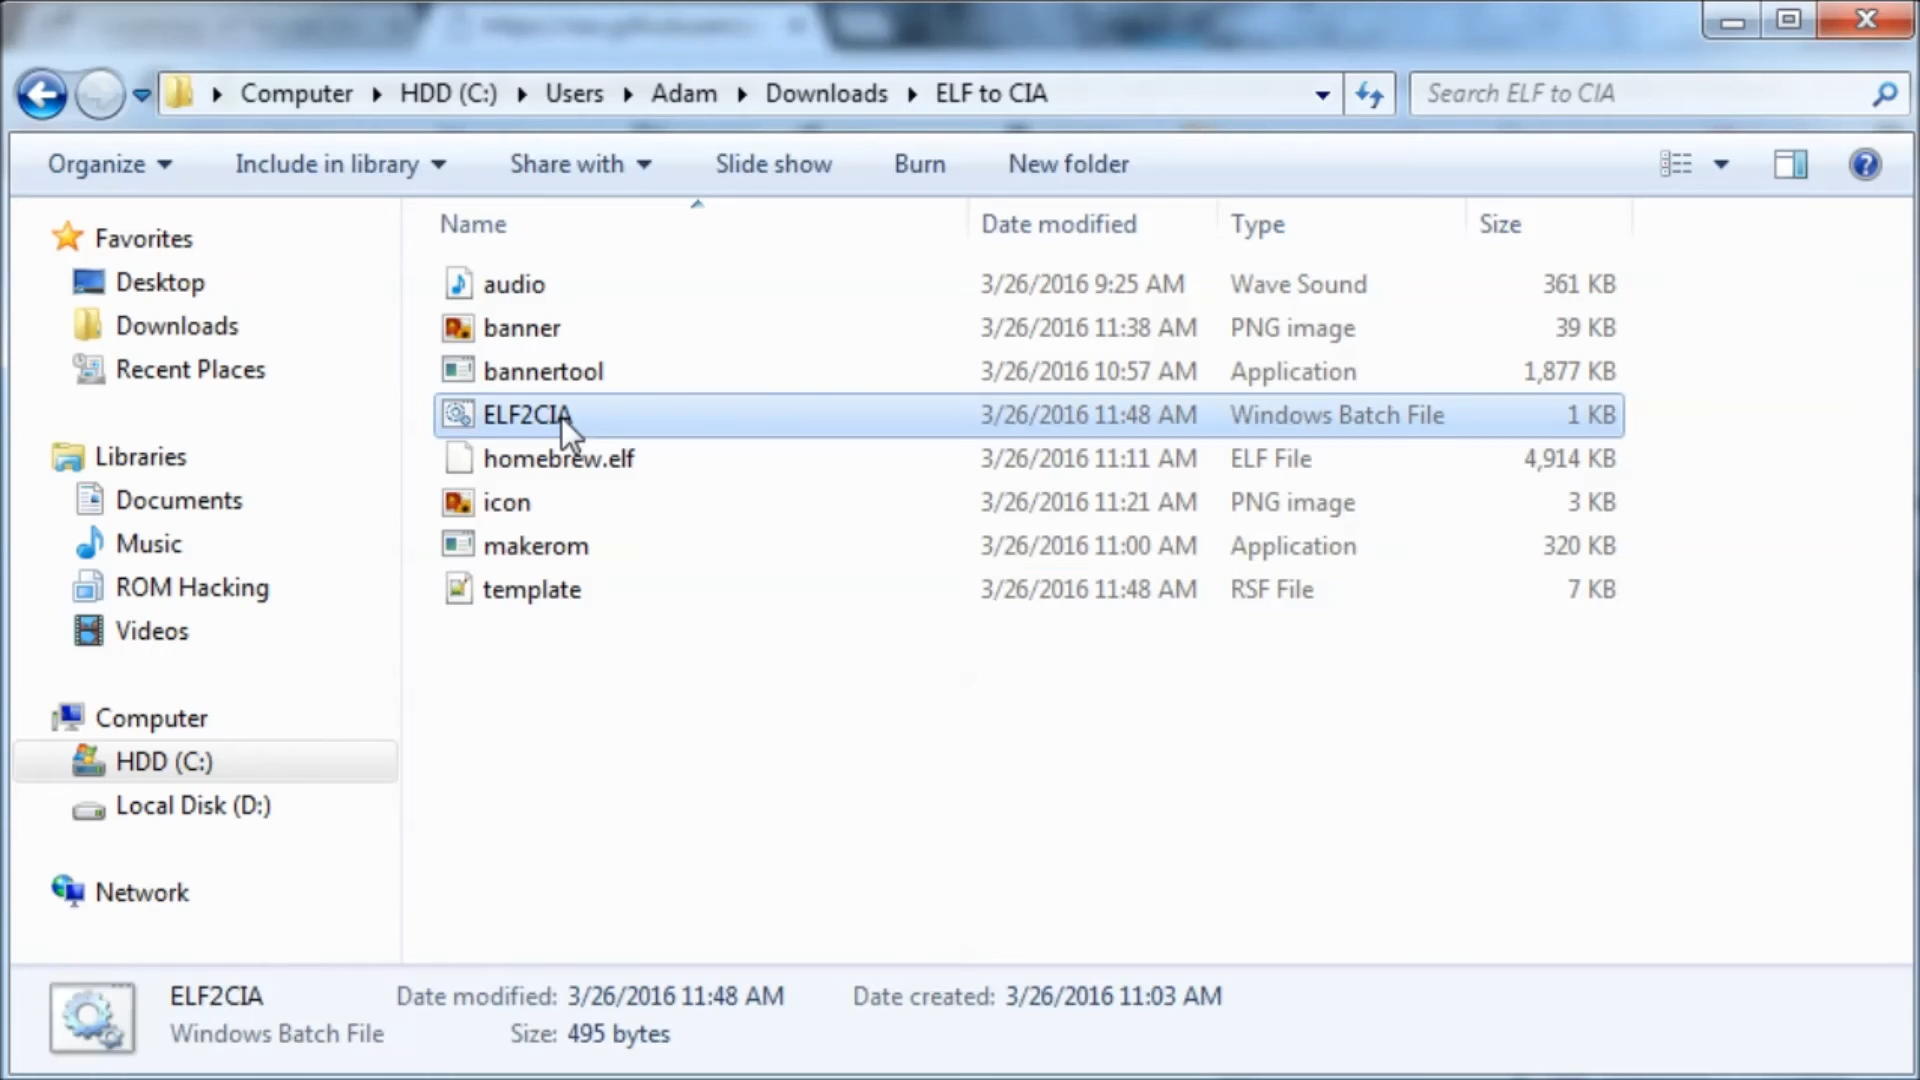 Computer HDD (C:) Users Adam Downloads ELF to CIA Search ELF to CIA
Organize Include in library Share with Slide show Burn New folder
Name Date modified Type Size
Favorites
Desktop
Downloads
Recent Places
Libraries
Documents
Music
ROM Hacking
Videos
Computer
HDD (C:)
Local Disk (D:)
Network
audio 3/26/2016 9:25 AM Wave Sound 361 KB
banner 3/26/2016 11:38 AM PNG image 39 KB
bannertool 3/26/2016 10:57 AM Application 1,877 KB
ELF2CIA 3/26/2016 11:48 AM Windows Batch File 1 KB
homebrew.elf 3/26/2016 11:11 AM ELF File 4,914 KB
icon 3/26/2016 11:21 AM PNG image 3 KB
makerom 3/26/2016 11:00 AM Application 320 KB
template 3/26/2016 11:48 AM RSF File 7 KB
ELF2CIA Date modified: 3/26/2016 11:48 AM Date created: 3/26/2016 11:03 AM
Windows Batch File Size: 495 bytes